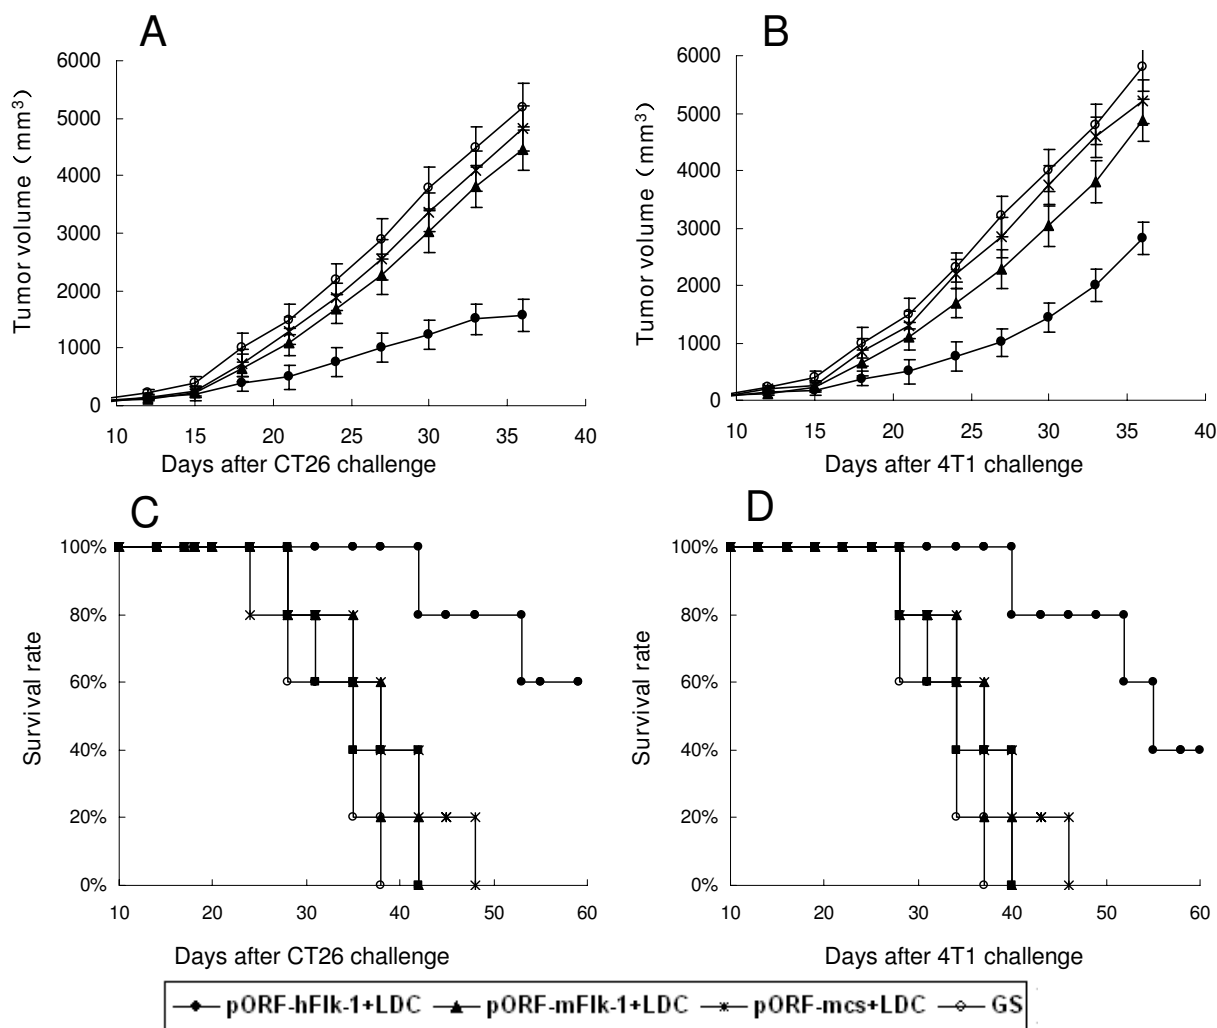 A
Tumor volume (mm³)
6000
5000
4000
3000
2000
1000
0
10 15 20 25 30 35 40
Days after CT26 challenge
B
Tumor volume (mm³)
6000
5000
4000
3000
2000
1000
0
10 15 20 25 30 35 40
Days after 4T1 challenge
C
Survival rate
100%
80%
60%
40%
20%
0%
10 20 30 40 50 60
Days after CT26 challenge
D
Survival rate
100%
80%
60%
40%
20%
0%
10 20 30 40 50 60
Days after 4T1 challenge
pORF-hFlk-1+LDC pORF-mFlk-1+LDC pORF-mcs+LDC GS